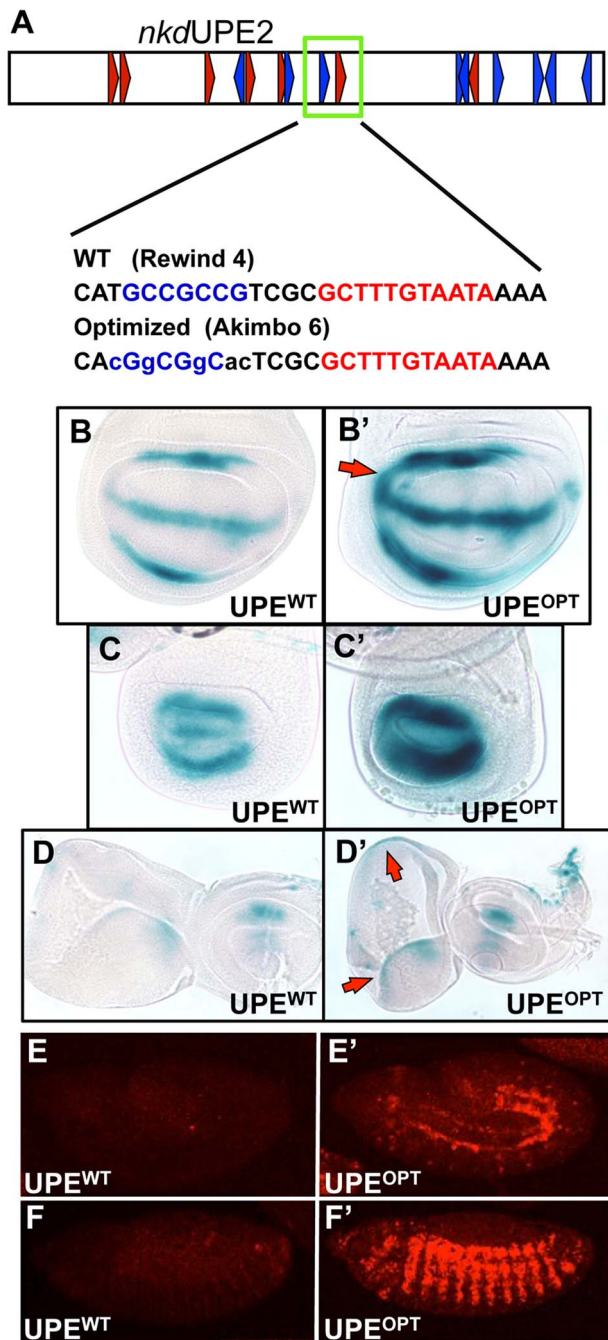 A
nkdUPE2
WT (Rewind 4)
CATGCCGCCGTCGCGCTTTGTAATAAAA
Optimized (Akimbo 6)
CAcGgCGgCacTCGCGCTTTGTAATAAAA
B
UPEWT
B'
UPEOPT
C
UPEWT
C'
UPEOPT
D
UPEWT
D'
UPEOPT
E
UPEWT
E'
UPEOPT
F
UPEWT
F'
UPEOPT